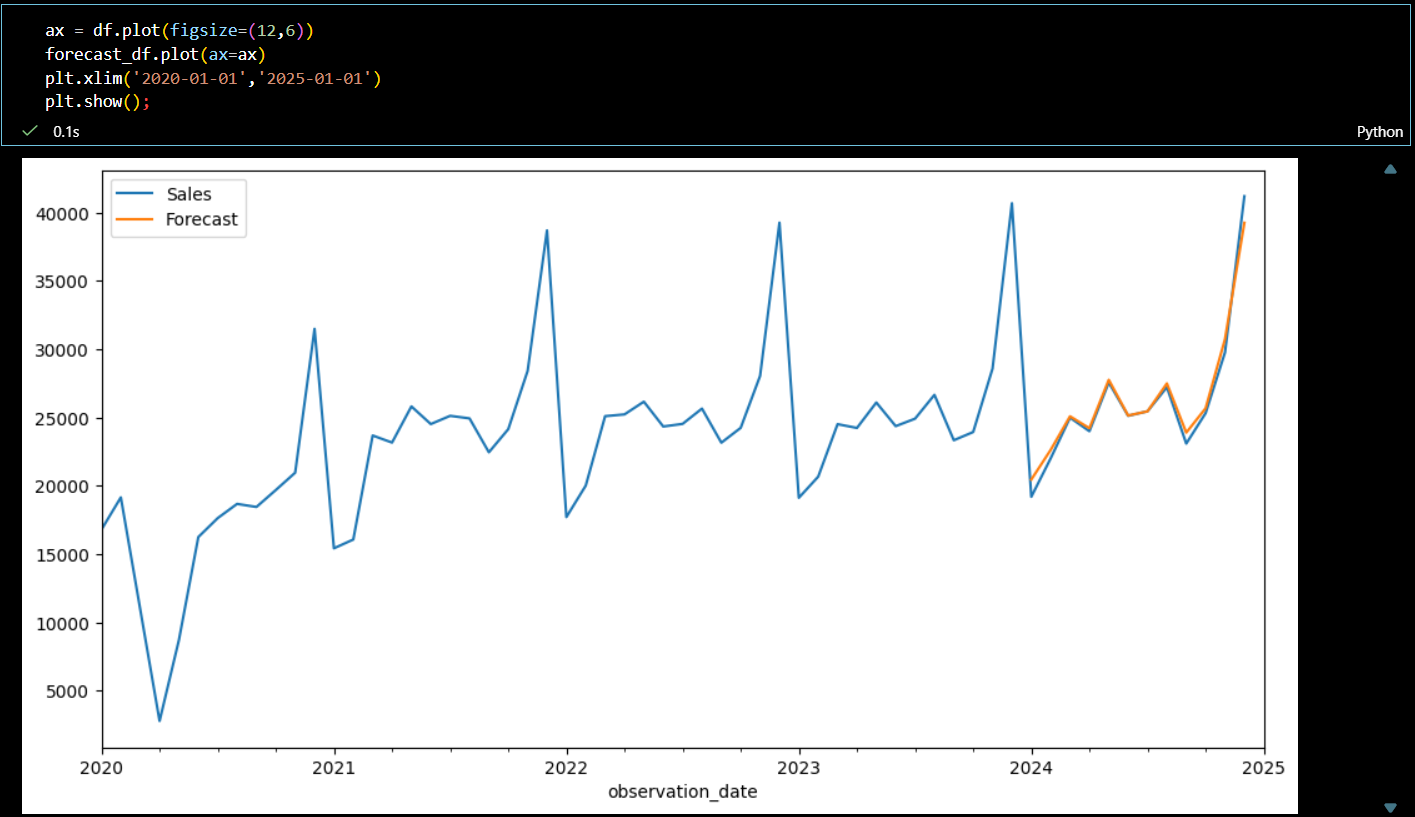 ax = df.plot(figsize=(12,6))
forecast_df.plot(ax=ax)
plt.xlim('2020-01-01','2025-01-01')
plt.show();
0.1s
Python
Sales
Forecast
40000
35000
30000
25000
20000
15000
10000
5000
2020 2021 2022 2023 2024 2025
observation_date